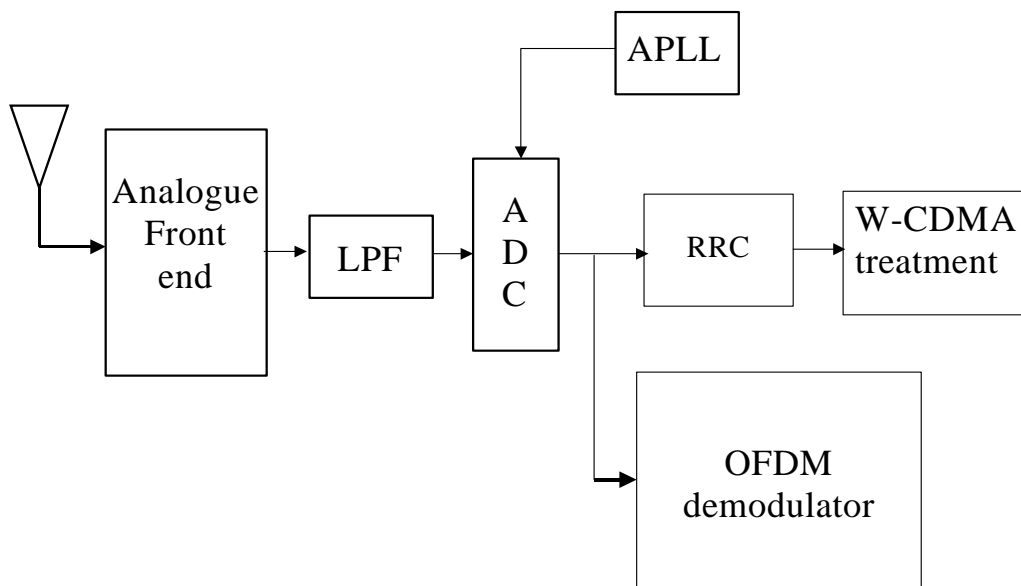 APLL
Analogue
Front
end
LPF
A
D
C
RRC
W-CDMA
treatment
OFDM
demodulator